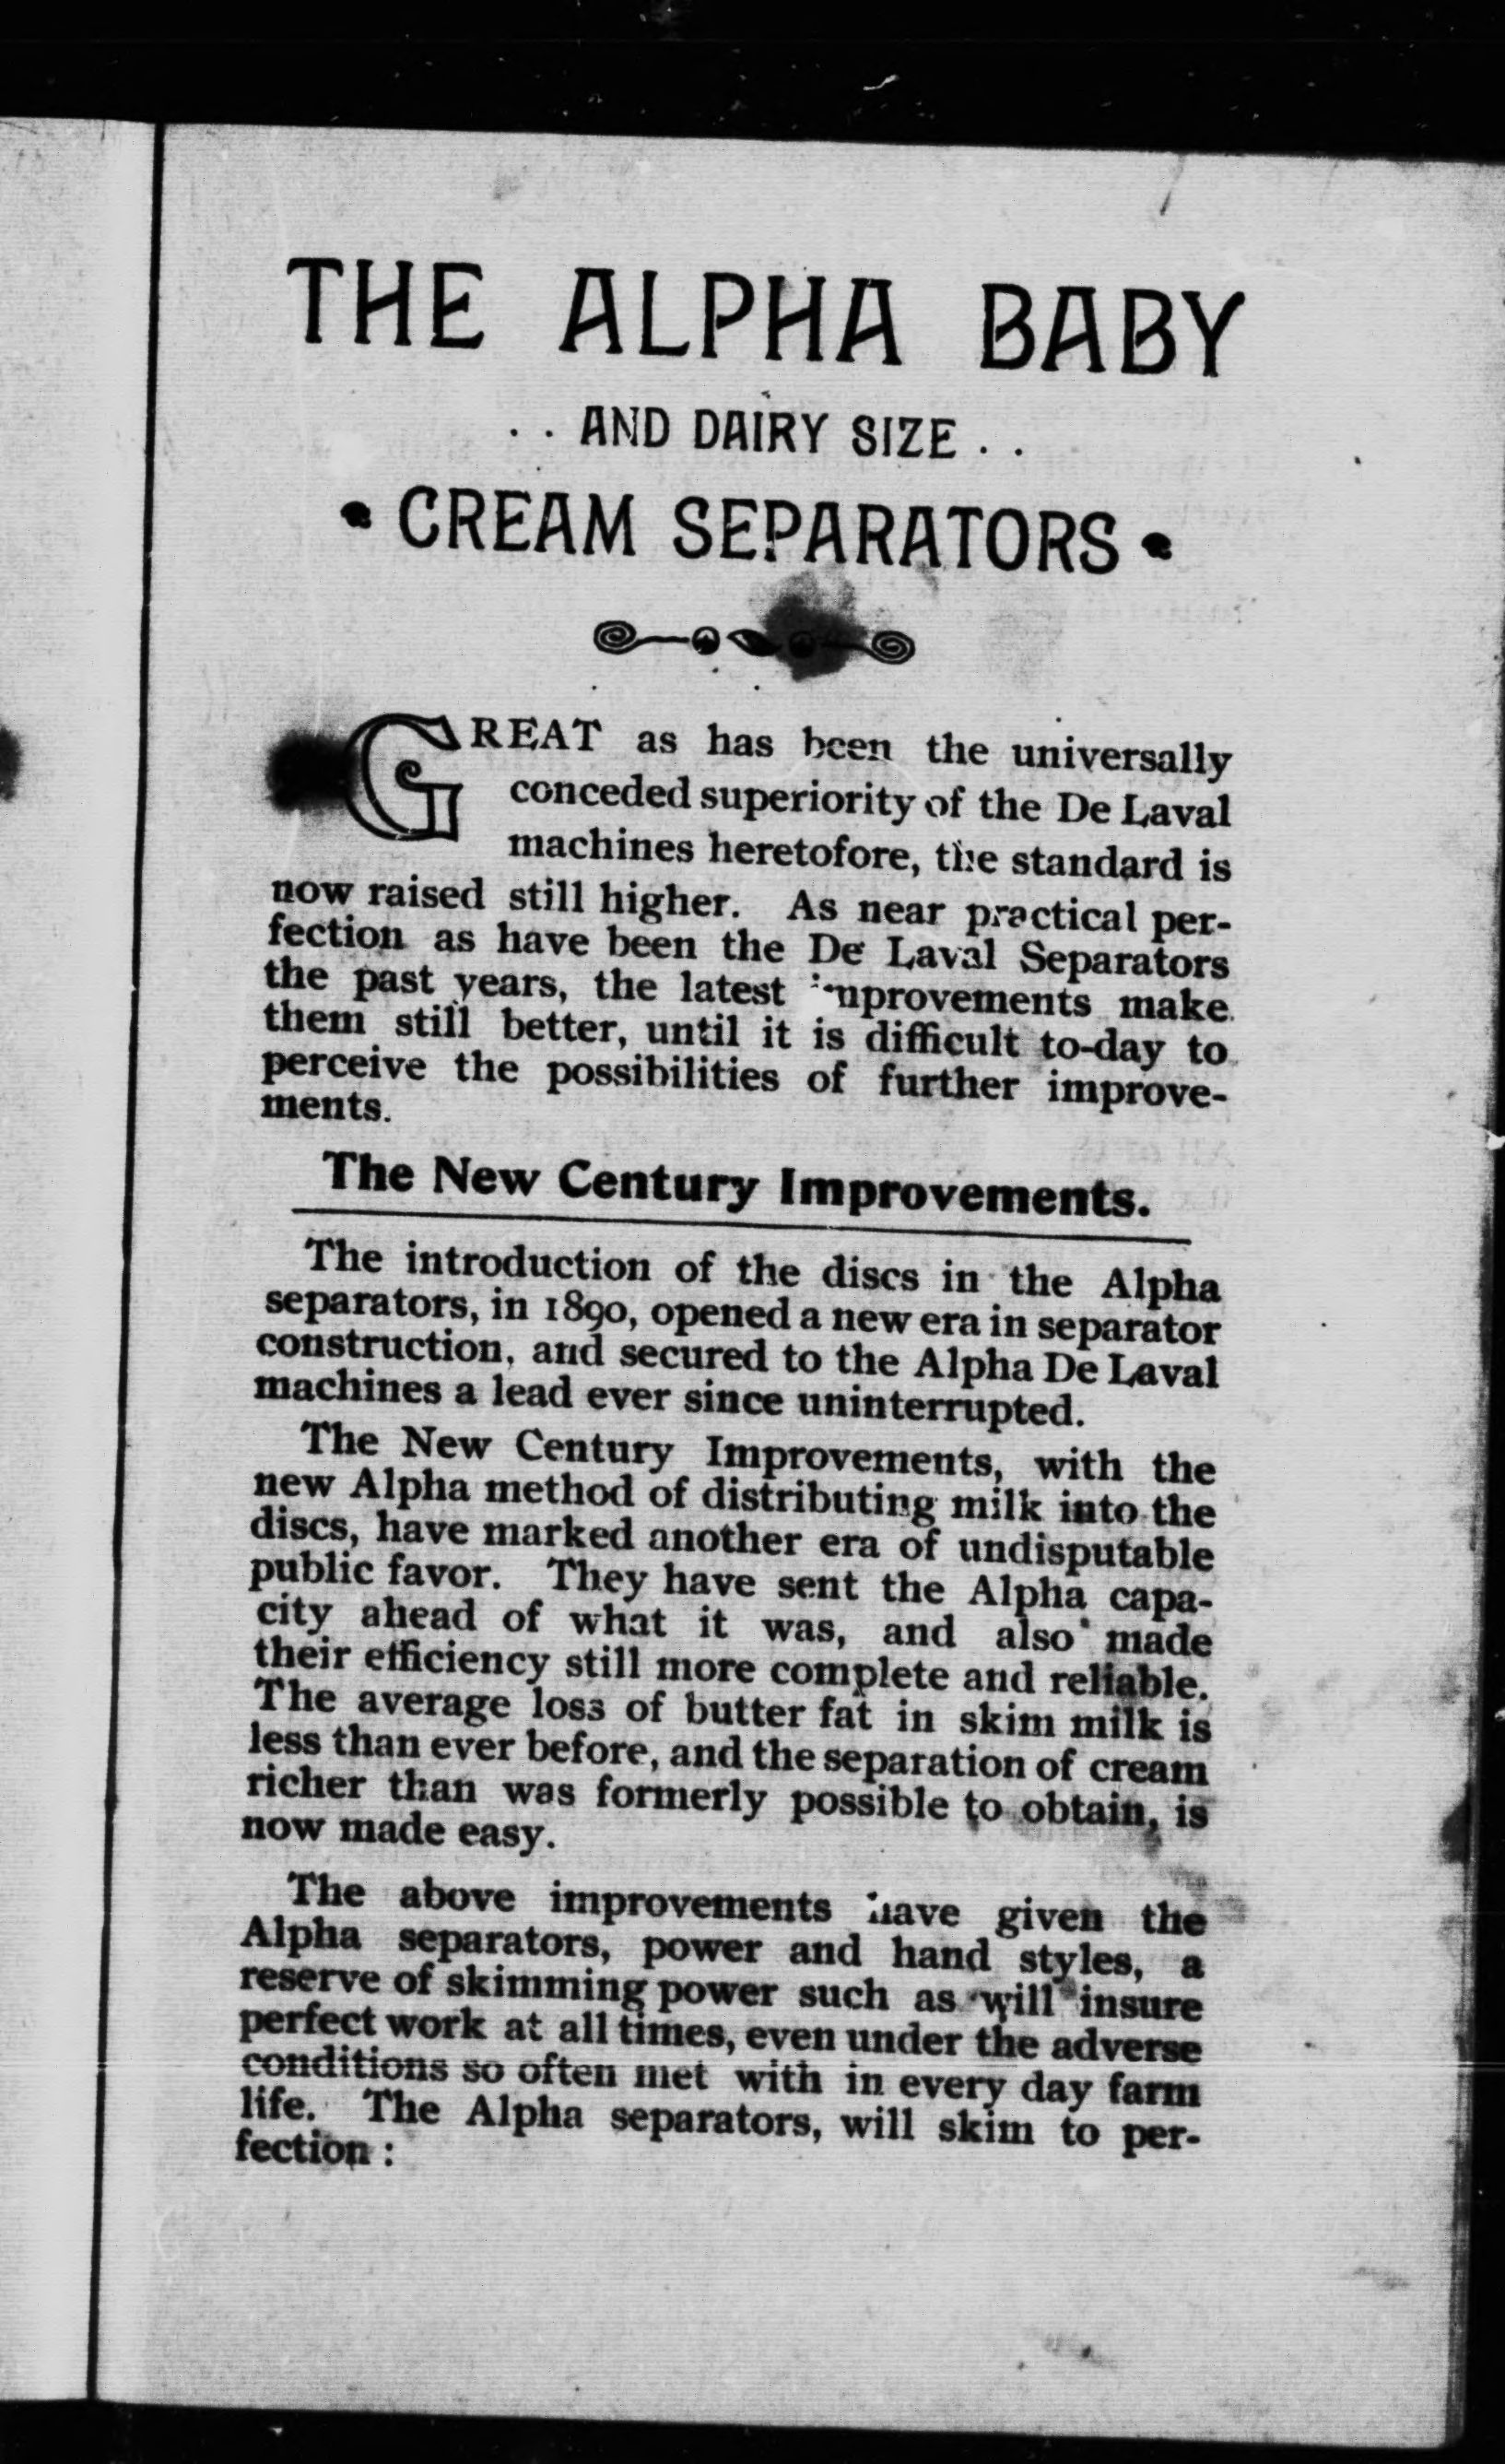 THE ALPHA BABY
. . AND DAIRY SIZE . .
• CREAM SEPARATORS •
GREAT as has been the universally
conceded superiority of the De Laval
machines heretofore, the standard is
now raised still higher. As near practical per-
fection as have been the De Laval Separators
the past years, the latest improvements make
them still better, until it is difficult to-day to
perceive the possibilities of further improve-
ments.
The New Century Improvements.
The introduction of the discs in the Alpha
separators, in 1890, opened a new era in separator
construction, and secured to the Alpha De Laval
machines a lead ever since uninterrupted.
The New Century Improvements, with the
new Alpha method of distributing milk into the
discs, have marked another era of undisputable
public favor. They have sent the Alpha capa-
city ahead of what it was, and also made
their efficiency still more complete and reliable.
The average loss of butter fat in skim milk is
less than ever before, and the separation of cream
richer than was formerly possible to obtain, is
now made easy.
The above improvements have given the
Alpha separators, power and hand styles, a
reserve of skimming power such as will insure
perfect work at all times, even under the adverse
conditions so often met with in every day farm
life. The Alpha separators, will skim to per-
fection :